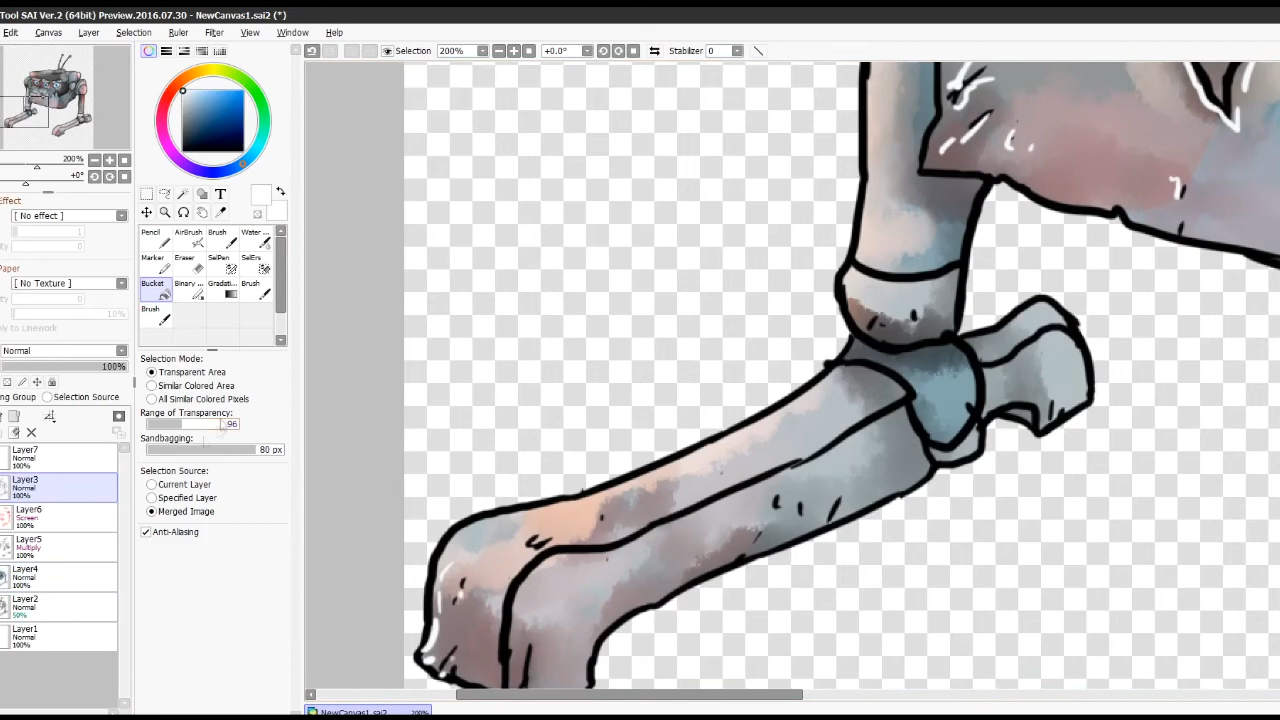 Tool SAI Ver.2 (64bit) Preview.2016.07.30 - NewCanvas1.sai2 (*)
Edit Canvas Layer Selection Ruler Filter View Window Help
Selection 200% +0.0° Stabilizer 0
200%
+0°
Effect
[ No effect ]
1
0
Paper
[ No Texture ]
0
10%
Normal
100%
Selection Source
Layer7
Normal
100%
Layer3
Normal
100%
Layer6
Screen
100%
Layer5
Multiply
100%
Layer4
Normal
100%
Layer2
Normal
50%
Layer1
Normal
100%
T
Pencil AirBrush Brush Water ...
Marker Eraser SelPen SelErs
Bucket Binary ... Gradati... Brush
Brush
Selection Mode:
Transparent Area
Similar Colored Area
All Similar Colored Pixels
Range of Transparency:
96
Sandbagging:
80 px
Selection Source:
Current Layer
Specified Layer
Merged Image
Anti-Aliasing
NewCanvas1.sai2 200%